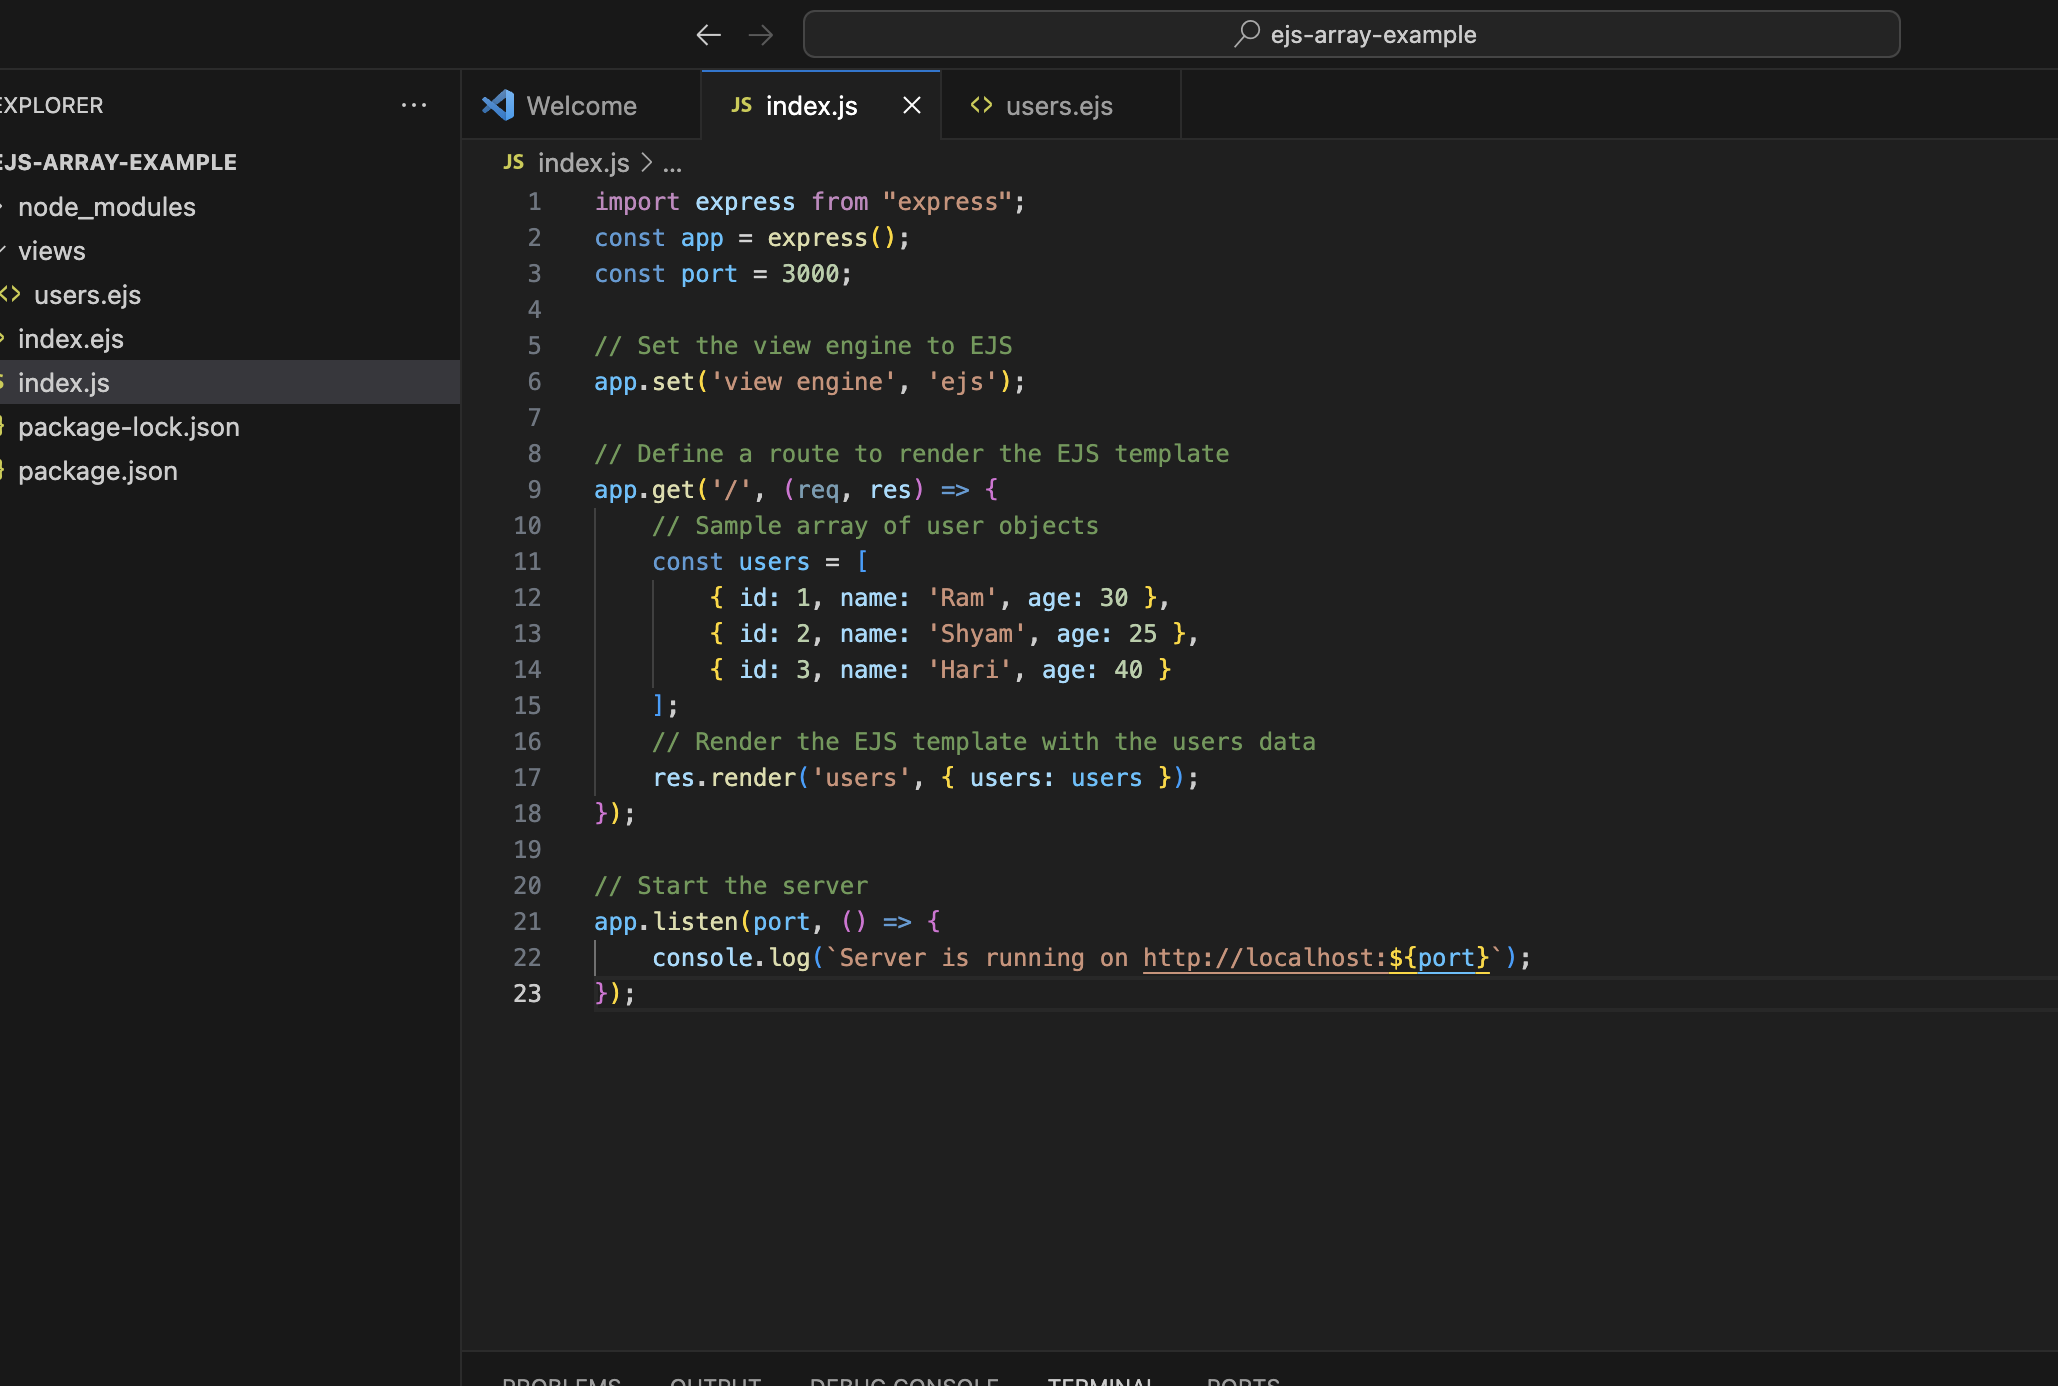 ejs-array-example
EXPLORER
EJS-ARRAY-EXAMPLE
node_modules
views
users.ejs
index.ejs
index.js
package-lock.json
package.json
Welcome
JS index.js
users.ejs
JS index.js > ...
1 import express from "express";
2 const app = express();
3 const port = 3000;
4
5 // Set the view engine to EJS
6 app.set('view engine', 'ejs');
7
8 // Define a route to render the EJS template
9 app.get('/', (req, res) => {
10 // Sample array of user objects
11 const users = [
12 { id: 1, name: 'Ram', age: 30 },
13 { id: 2, name: 'Shyam', age: 25 },
14 { id: 3, name: 'Hari', age: 40 }
15 ];
16 // Render the EJS template with the users data
17 res.render('users', { users: users });
18 });
19
20 // Start the server
21 app.listen(port, () => {
22 console.log(`Server is running on http://localhost:${port}`);
23 });
PROBLEMS OUTPUT DEBUG CONSOLE TERMINAL PORTS